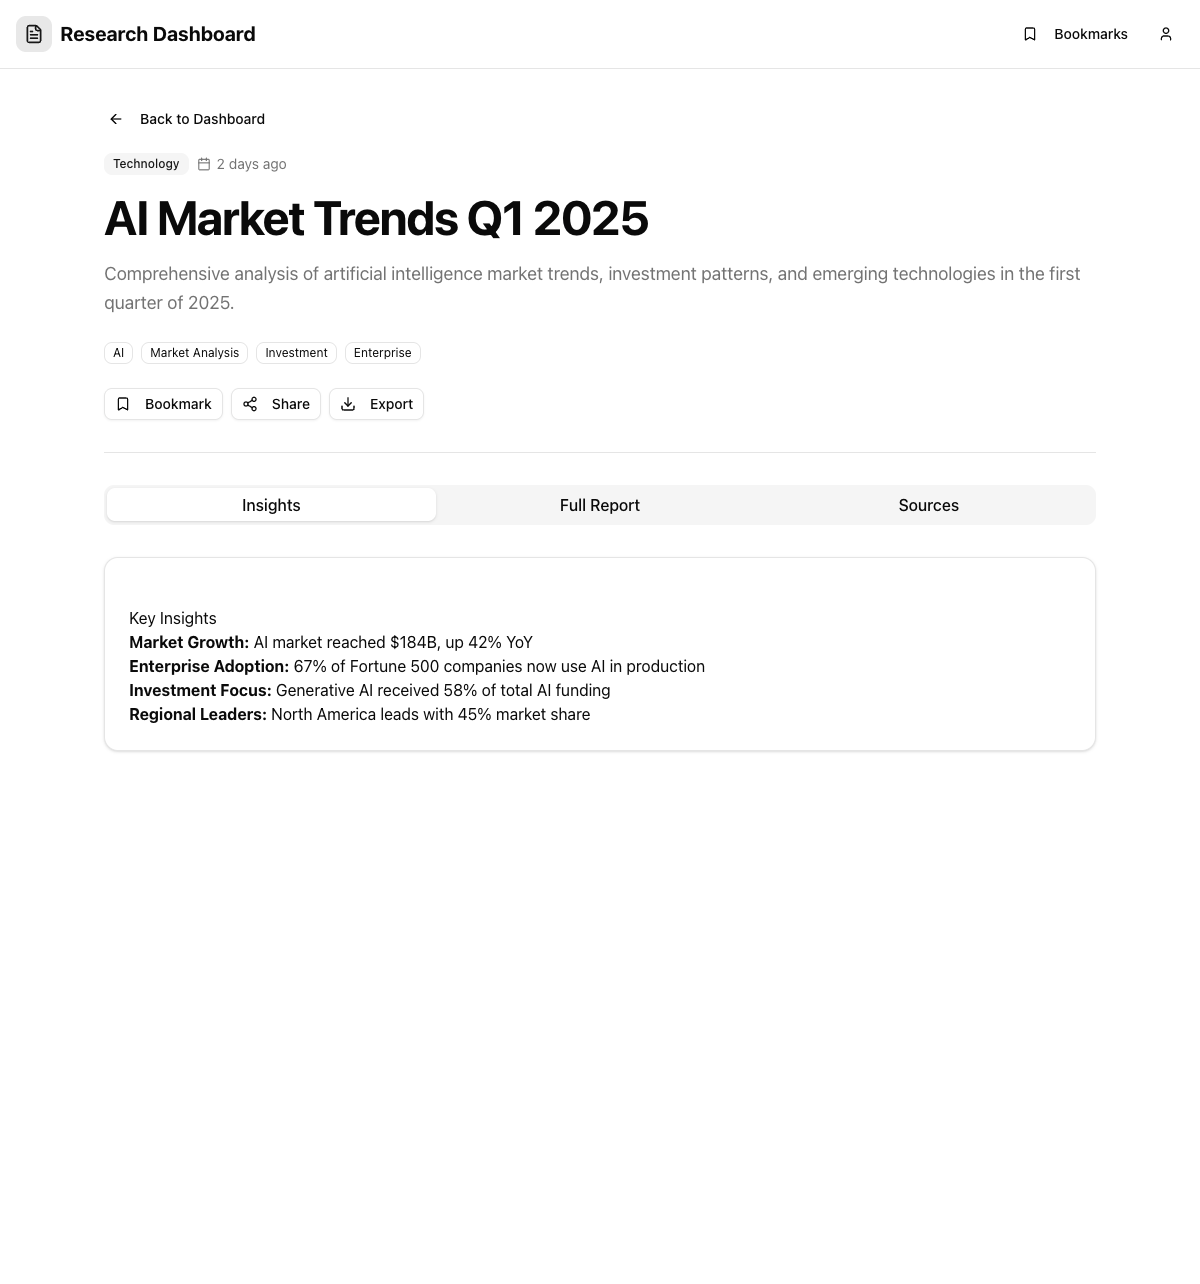 Research Dashboard
Bookmarks
Back to Dashboard
Technology
2 days ago
AI Market Trends Q1 2025
Comprehensive analysis of artificial intelligence market trends, investment patterns, and emerging technologies in the first
quarter of 2025.
AI
Market Analysis
Investment
Enterprise
Bookmark
Share
Export
Insights
Full Report
Sources
Key Insights
Market Growth: AI market reached $184B, up 42% YoY
Enterprise Adoption: 67% of Fortune 500 companies now use AI in production
Investment Focus: Generative AI received 58% of total AI funding
Regional Leaders: North America leads with 45% market share